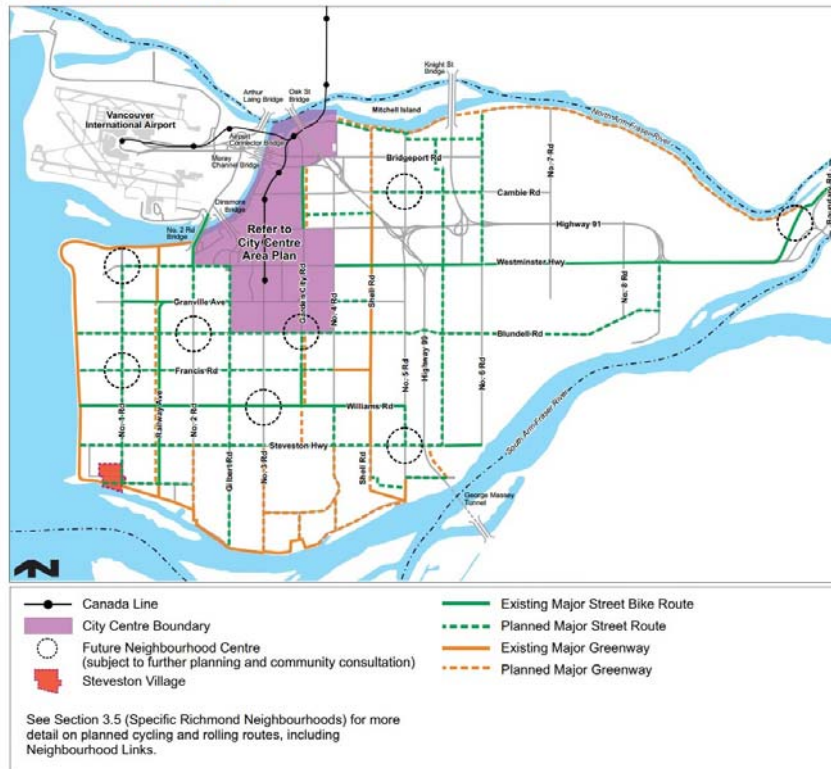 Knight St
Bridge
Arthur
Laing Bridge
Oak St
Bridge
Mitchell Island
Vancouver
International Airport
North Arm Fraser River
Airport
Connector Bridge
Moray
Channel Bridge
Bridgeport Rd
No. 7 Rd
Boundary Rd
Cambie Rd
Dinsmore
Bridge
No. 2 Rd
Bridge
Refer to
City Centre
Area Plan
Highway 91
Westminster Hwy
Garden City Rd
Shell Rd
No. 8 Rd
Granville Ave
No. 4 Rd
Blundell Rd
No. 1 Rd
Railway Ave
No. 2 Rd
Francis Rd
No. 5 Rd
Highway 99
No. 6 Rd
Williams Rd
No. 3 Rd
Steveston Hwy
Gilbert Rd
Shell Rd
South Arm Fraser River
George Massey
Tunnel
N
Canada Line
City Centre Boundary
Future Neighbourhood Centre
(subject to further planning and community consultation)
Steveston Village
Existing Major Street Bike Route
Planned Major Street Route
Existing Major Greenway
Planned Major Greenway
See Section 3.5 (Specific Richmond Neighbourhoods) for more
detail on planned cycling and rolling routes, including
Neighbourhood Links.